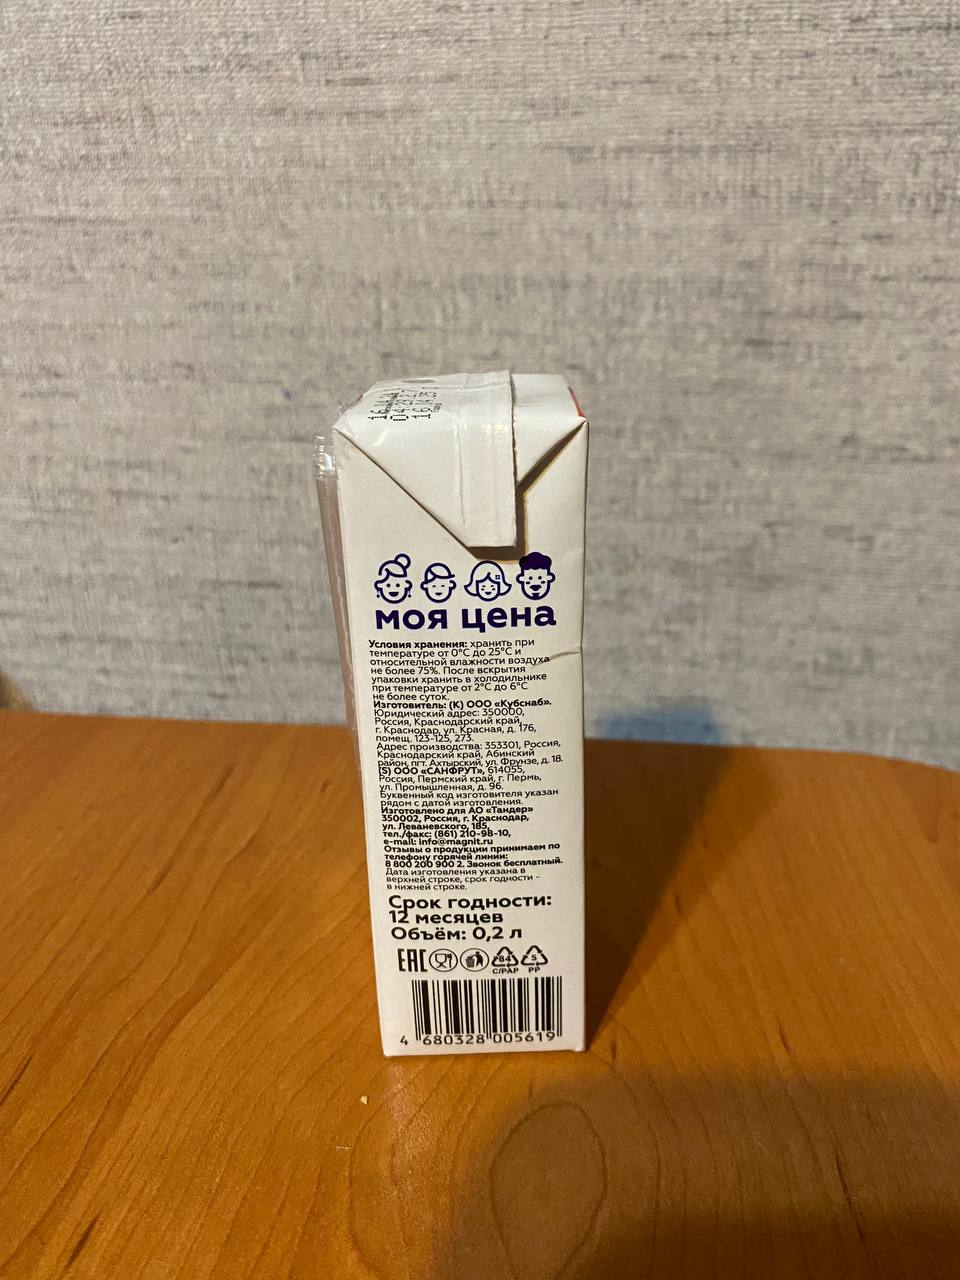 моя цена
Условия хранения: хранить при
температуре от 0°C до 25°C и
относительной влажности воздуха
не более 75%. После вскрытия
упаковки хранить в холодильнике
при температуре от 2°C до 6°C
не более суток.
Изготовитель: (К) ООО «Кубснаб».
Юридический адрес: 350000,
Россия, Краснодарский край,
г. Краснодар, ул. Красная, д. 176,
помещ. 123-125, 273.
Адрес производства: 353301, Россия,
Краснодарский край, Абинский
район, пгт. Ахтырский, ул. Фрунзе, д. 18.
(S) ООО «САНФРУТ», 614055,
Россия, Пермский край, г. Пермь,
ул. Промышленная, д. 96.
Буквенный код изготовителя указан
рядом с датой изготовления.
Изготовлено для АО «Тандер»
350002, Россия, г. Краснодар,
ул. Леваневского, 185,
тел./факс: (861) 210-98-10,
e-mail: info@magnit.ru
Отзывы о продукции принимаем по
телефону горячей линии:
8 800 200 900 2. Звонок бесплатный.
Дата изготовления указана в
верхней строке, срок годности -
в нижней строке.
Срок годности:
12 месяцев
Объём: 0,2 л
EAC 84 5
C/PAP PP
4 680328 005619